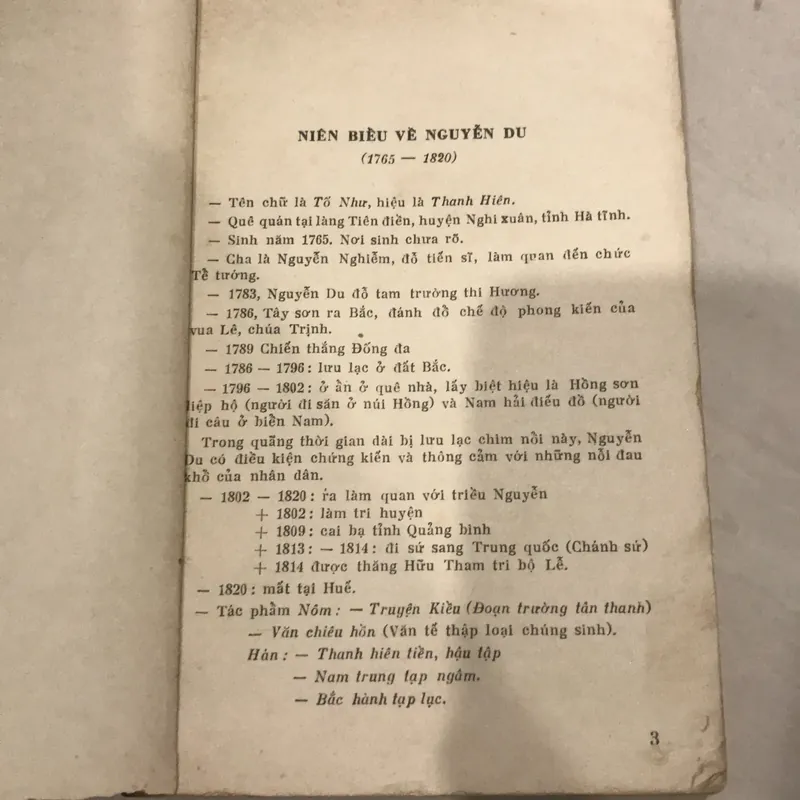 NIÊN BIỂU VỀ NGUYỄN DU
(1765 — 1820)
— Tên chữ là Tố Như, hiệu là Thanh Hiên.
— Quê quán tại làng Tiên điền, huyện Nghi xuân, tỉnh Hà tĩnh.
— Sinh năm 1765. Nơi sinh chưa rõ.
— Cha là Nguyễn Nghiễm, đỗ tiến sĩ, làm quan đến chức
Tể tướng.
— 1783, Nguyễn Du đỗ tam trường thi Hương.
— 1786, Tây sơn ra Bắc, đánh đổ chế độ phong kiến của
vua Lê, chúa Trịnh.
— 1789 Chiến thắng Đống đa
— 1786 — 1796: lưu lạc ở đất Bắc.
— 1796 — 1802: ở ẩn ở quê nhà, lấy biệt hiệu là Hồng sơn
liệp hộ (người đi săn ở núi Hồng) và Nam hải điếu đồ (người
đi câu ở biển Nam).
Trong quãng thời gian dài bị lưu lạc chìm nổi này, Nguyễn
Du có điều kiện chứng kiến và thông cảm với những nỗi đau
khổ của nhân dân.
— 1802 — 1820: ra làm quan với triều Nguyễn
+ 1802: làm tri huyện
+ 1809: cai bạ tỉnh Quảng bình
+ 1813: — 1814: đi sứ sang Trung quốc (Chánh sứ)
+ 1814 được thăng Hữu Tham tri bộ Lễ.
— 1820: mất tại Huế.
— Tác phẩm Nôm: — Truyện Kiều (Đoạn trường tân thanh)
— Văn chiêu hồn (Văn tế thập loại chúng sinh).
Hán: — Thanh hiên tiền, hậu tập
— Nam trung tạp ngâm.
— Bắc hành tạp lục.
3